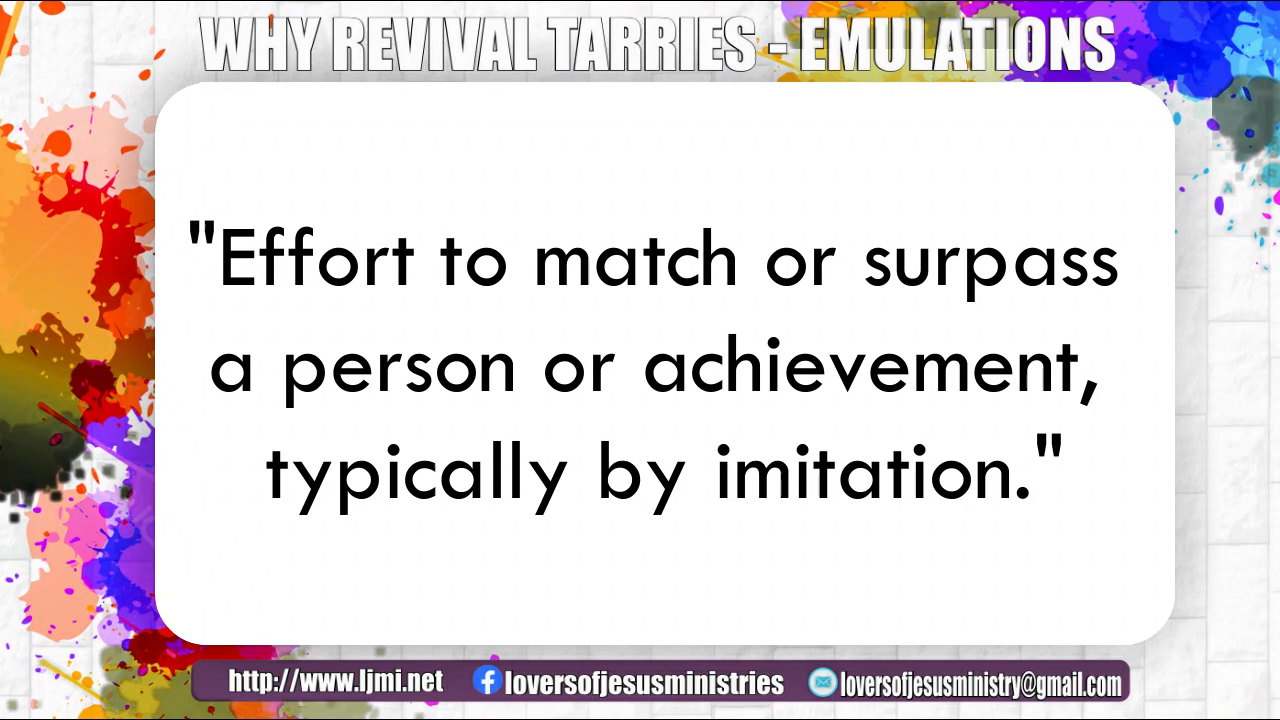 WHY REVIVAL TARRIES - EMULATIONS
"Effort to match or surpass
a person or achievement,
typically by imitation."
http://www.ljmi.net loversofjesusministries loversofjesusministry@gmail.com